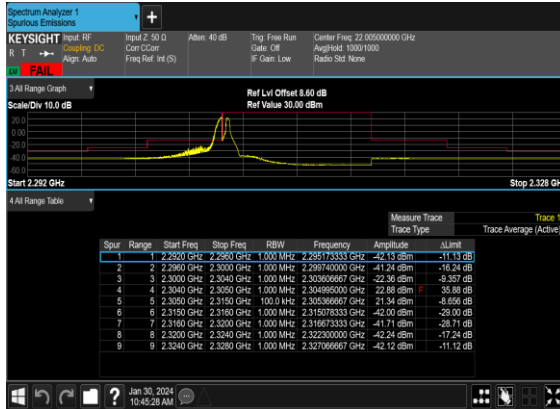 Spectrum Analyzer 1
Spurious Emissions
KEYSIGHT Input: RF Input Z: 50 Ω Atten: 40 dB Trig: Free Run Center Freq: 22.005000000 GHz
R T Coupling: DC Corr CCorr Gate: Off Avg|Hold: 1000/1000
Align: Auto Freq Ref: Int (S) IF Gain: Low Radio Std: None
LV FAIL
3 All Range Graph
Ref Lvl Offset 8.60 dB
Scale/Div 10.0 dB Ref Value 30.00 dBm
20.0
0.00
-20.0
-40.0
-60.0
Start 2.292 GHz Stop 2.328 GH
4 All Range Table
Measure Trace Trace 1
Trace Type Trace Average (Active)
Spur Range Start Freq Stop Freq RBW Frequency Amplitude ΔLimit
1 1 2.2920 GHz 2.2960 GHz 1.000 MHz 2.295173333 GHz -42.13 dBm -11.13 dB
2 2 2.2960 GHz 2.3000 GHz 1.000 MHz 2.299740000 GHz -41.24 dBm -16.24 dB
3 3 2.3000 GHz 2.3040 GHz 1.000 MHz 2.303606667 GHz -22.36 dBm -9.357 dB
4 4 2.3040 GHz 2.3050 GHz 1.000 MHz 2.304995000 GHz 22.88 dBm F 35.88 dB
5 5 2.3050 GHz 2.3150 GHz 100.0 kHz 2.305366667 GHz 21.34 dBm -8.656 dB
6 6 2.3150 GHz 2.3160 GHz 1.000 MHz 2.315078333 GHz -42.00 dBm -29.00 dB
7 7 2.3160 GHz 2.3200 GHz 1.000 MHz 2.316673333 GHz -41.71 dBm -28.71 dB
8 8 2.3200 GHz 2.3240 GHz 1.000 MHz 2.322300000 GHz -42.24 dBm -17.24 dB
9 9 2.3240 GHz 2.3280 GHz 1.000 MHz 2.327066667 GHz -42.12 dBm -11.12 dB
? Jan 30, 2024
10:45:28 AM